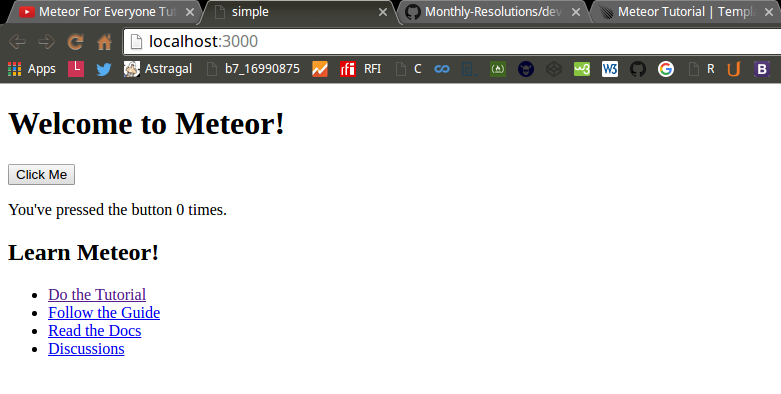 Meteor For Everyone Tut
simple
Monthly-Resolutions/dev
Meteor Tutorial | Templ
localhost:3000
Apps
L
Astragal
b7_16990875
rfi
RFI
C
W3
G
R
U
B
Welcome to Meteor!
Click Me
You've pressed the button 0 times.
Learn Meteor!
Do the Tutorial
Follow the Guide
Read the Docs
Discussions